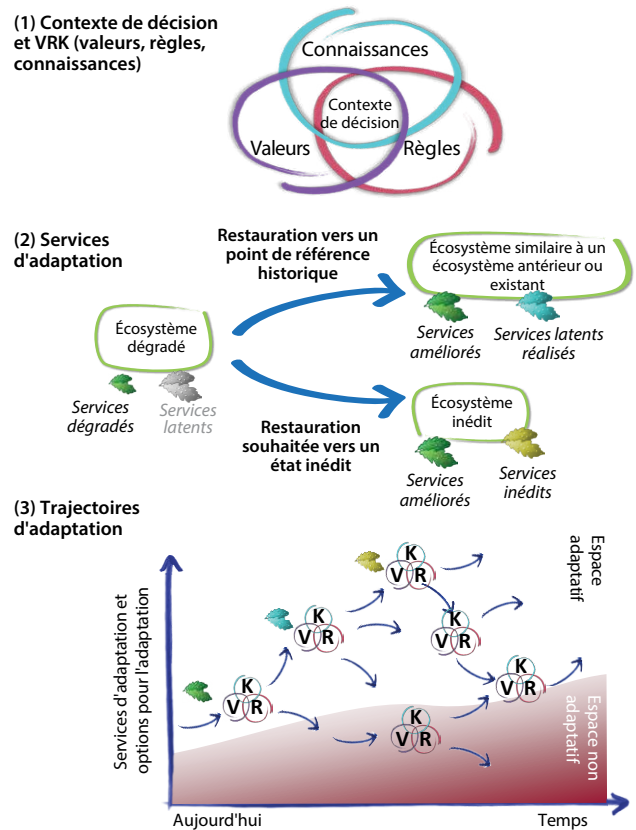 (1) Contexte de décision
et VRK (valeurs, règles,
connaissances)
Connaissances
Contexte
de décision
Valeurs
Règles
(2) Services
d'adaptation
Restauration vers un
point de référence
historique
Écosystème similaire à un
écosystème antérieur ou
existant
Services
améliorés
Services latents
réalisés
Écosystème
dégradé
Services
dégradés
Services
latents
Restauration
souhaitée vers un
état inédit
Écosystème
inédit
Services
améliorés
Services
inédits
(3) Trajectoires
d'adaptation
Services d'adaptation et
options pour l'adaptation
K
V R
K
V R
K
V R
K
V R
K
V R
K
V R
Espace
adaptatif
Espace non
adaptatif
Aujourd'hui
Temps